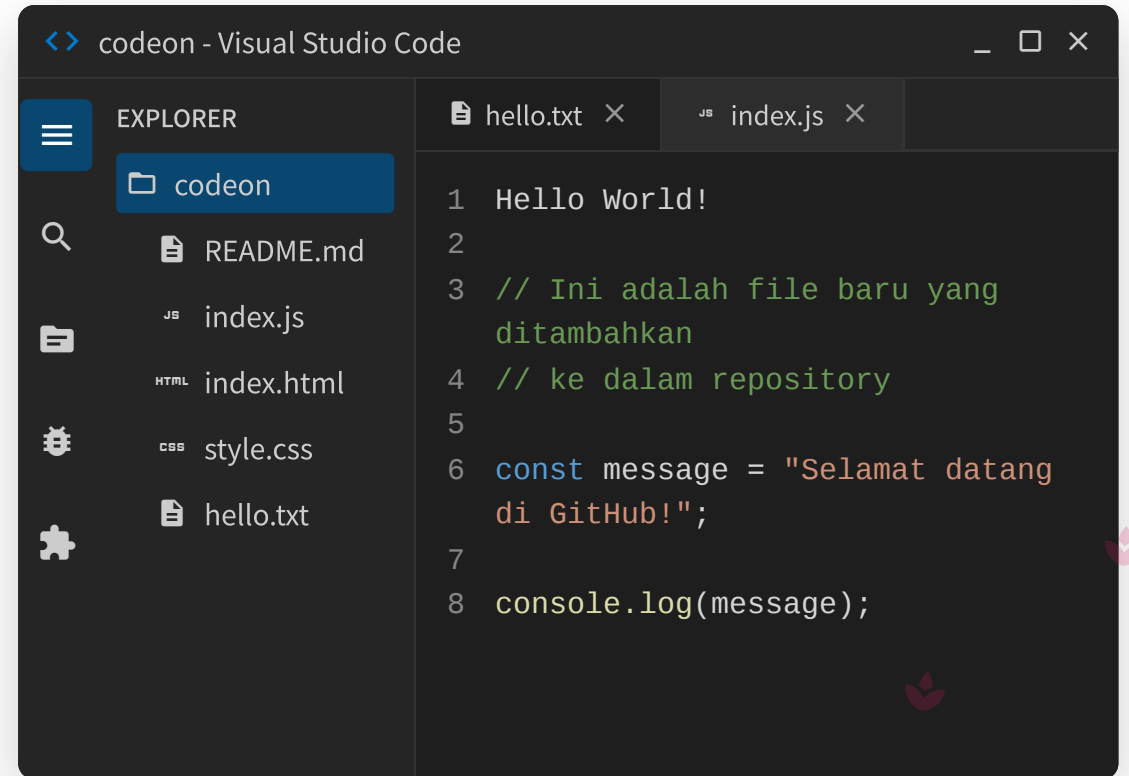 codeon - Visual Studio Code
EXPLORER
codeon
README.md
JS index.js
HTML index.html
CSS style.css
hello.txt
hello.txt
JS index.js
1 Hello World!
2
3 // Ini adalah file baru yang
ditambahkan
4 // ke dalam repository
5
6 const message = "Selamat datang
di GitHub!";
7
8 console.log(message);